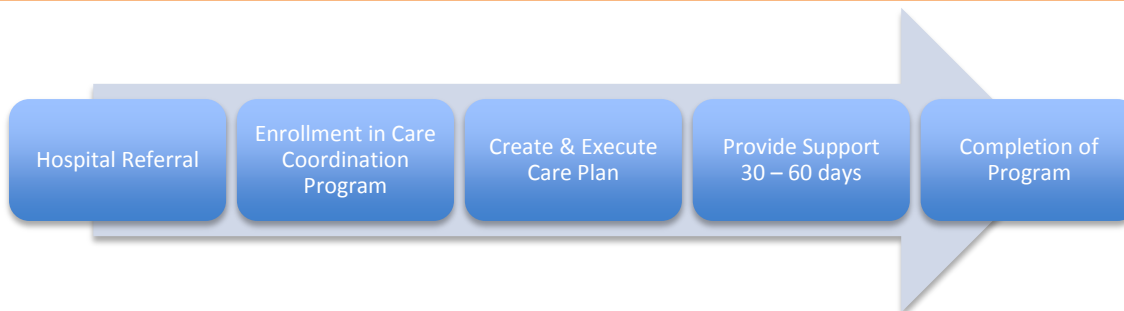 Hospital Referral
Enrollment in Care
Coordination
Program
Create & Execute
Care Plan
Provide Support
30 – 60 days
Completion of
Program